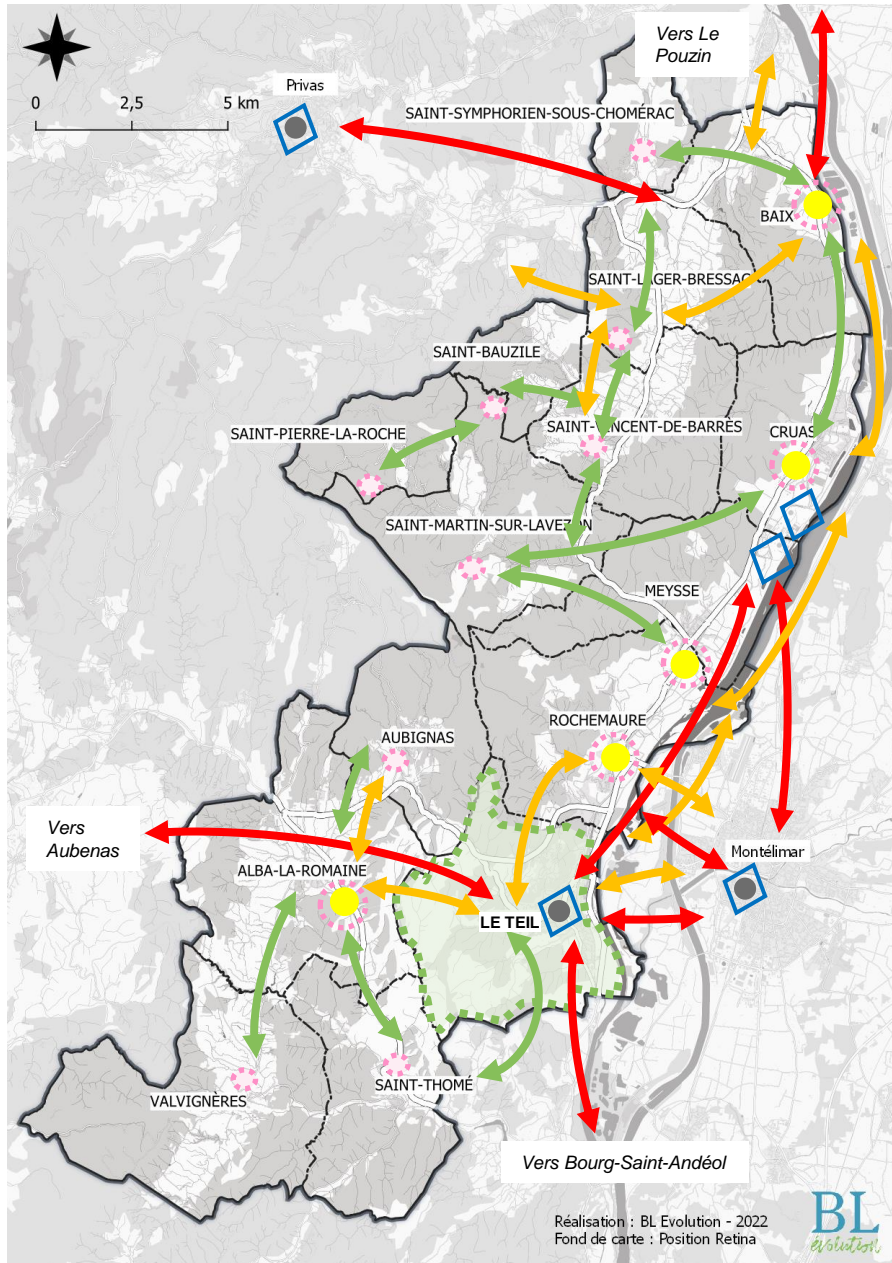 Vers Le
Pouzin
Privas
0 2,5 5 km
SAINT-SYMPHORIEN-SOUS-CHOMÉRAC
BAIX
SAINT-LAGER-BRESSAC
SAINT-BAUZILE
SAINT-PIERRE-LA-ROCHE
SAINT-VINCENT-DE-BARRÈS
CRUAS
SAINT-MARTIN-SUR-LAVEZON
MEYSSE
ROCHEMAURE
AUBIGNAS
Vers
Aubenas
Montélimar
ALBA-LA-ROMAINE
LE TEIL
SAINT-THOMÉ
VALVIGNÈRES
Vers Bourg-Saint-Andéol
Réalisation : BL Evolution - 2022
Fond de carte : Position Retina
BL
évolution